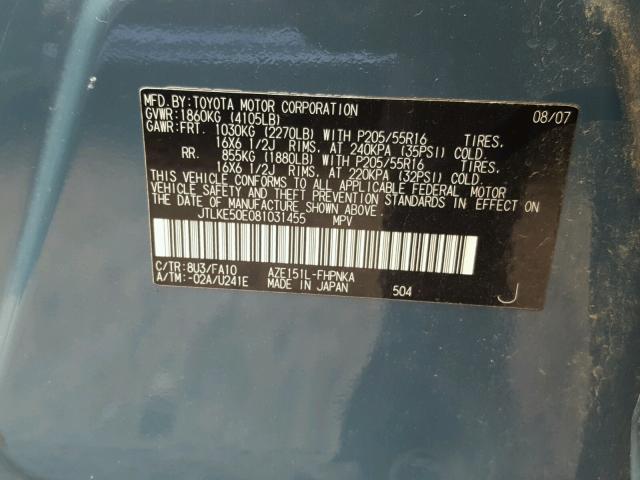 MFD. BY: TOYOTA MOTOR CORPORATION 08/07
GVWR: 1860KG (4105LB)
GAWR: FRT. 1030KG (2270LB) WITH P205/55R16 TIRES.
16X6 1/2J RIMS. AT 240KPA (35PSI) COLD.
RR. 855KG (1880LB) WITH P205/55R16 TIRES.
16X6 1/2J RIMS. AT 220KPA (32PSI) COLD.
THIS VEHICLE CONFORMS TO ALL APPLICABLE FEDERAL MOTOR
VEHICLE SAFETY AND THEFT PREVENTION STANDARDS IN EFFECT ON
THE DATE OF MANUFACTURE SHOWN ABOVE.
JTLKE50E081031455 MPV
C/TR: 8U3/FA10 AZE151L-FHPNKA
A/TM: -02A/U241E MADE IN JAPAN 504 J